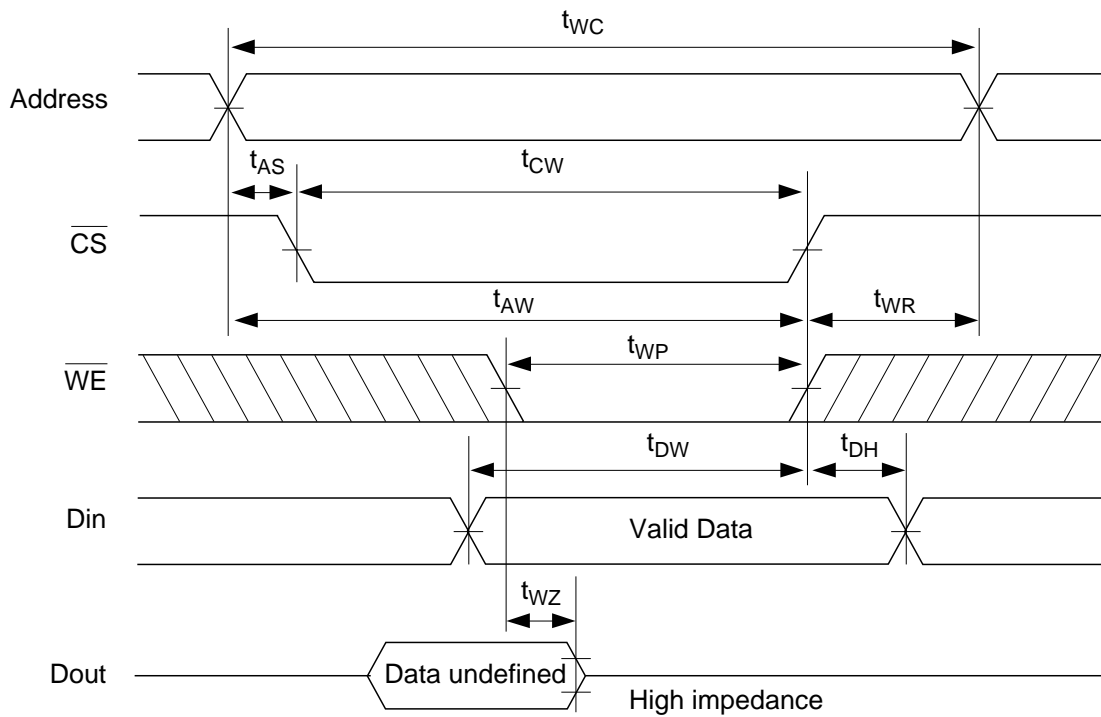 tWC
Address
tAS
tCW
CS
tAW
tWR
WE
tWP
tDW
tDH
Din
Valid Data
tWZ
Dout
Data undefined
High impedance